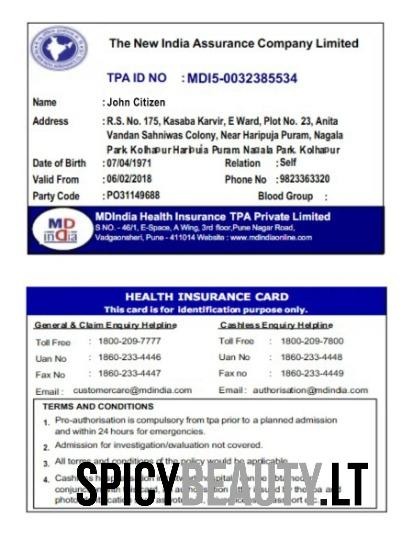 The New India Assurance Company Limited
TPA ID NO : MDI5-0032385534
Name : John Citizen
Address : R.S. No. 175, Kasaba Karvir, E Ward, Plot No. 23, Anita
Vandan Sahniwas Colony, Near Haripuja Puram, Nagala
Park Kolhapur Haripuja Puram Nagala Park Kolhapur
Date of Birth : 07/04/1971 Relation : Self
Valid From : 06/02/2018 Phone No : 9823363320
Party Code : PO31149688 Blood Group :
MD
india
MDIndia Health Insurance TPA Private Limited
S NO. - 46/1, E-Space, A Wing, 3rd floor, Pune Nagar Road,
Vadgaonsheri, Pune - 411014 Website : www.mdindiaonline.com
HEALTH INSURANCE CARD
This card is for identification purpose only.
General & Claim Enquiry Helpline Cashless Enquiry Helpline
Toll Free : 1800-209-7777 Toll Free : 1800-209-7800
Uan No : 1860-233-4446 Uan No : 1860-233-4448
Fax No : 1860-233-4447 Fax no : 1860-233-4449
Email : customercare@mdindia.com Email : authorisation@mdindia.com
TERMS AND CONDITIONS
1. Pre-authorisation is compulsory from tpa prior to a planned admission
and within 24 hours for emergencies.
2. Admission for investigation/evaluation not covered.
3. All terms and conditions of the policy would be applicable.
4. Cashless
SPICYBEAUTY.LT